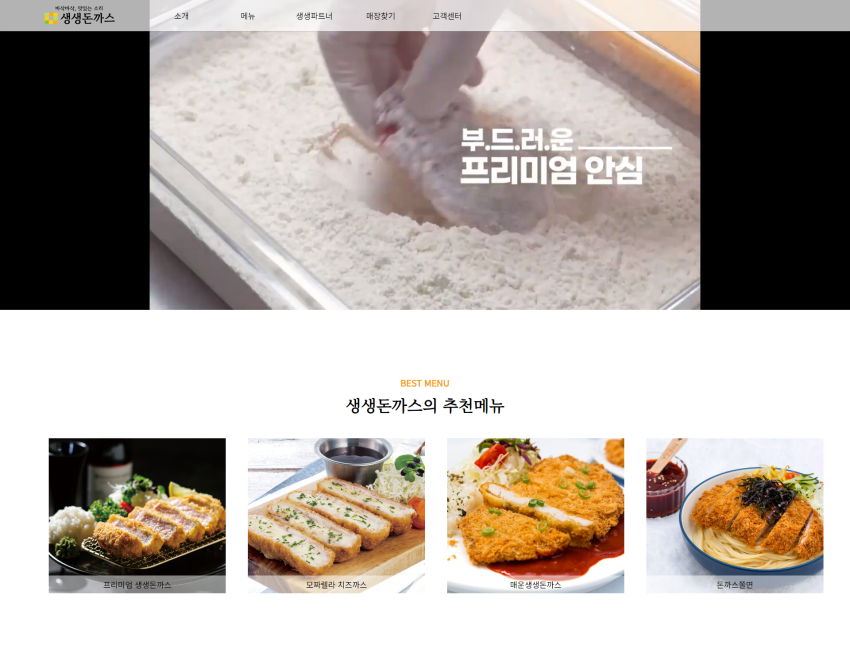 바삭바삭, 맛있는 소리
생생돈까스
소개 메뉴 생생파트너 매장찾기 고객센터
부.드.러.운
프리미엄 안심
BEST MENU
생생돈까스의 추천메뉴
프리미엄 생생돈까스
모짜렐라 치즈까스
매운생생돈까스
돈까스쫄면